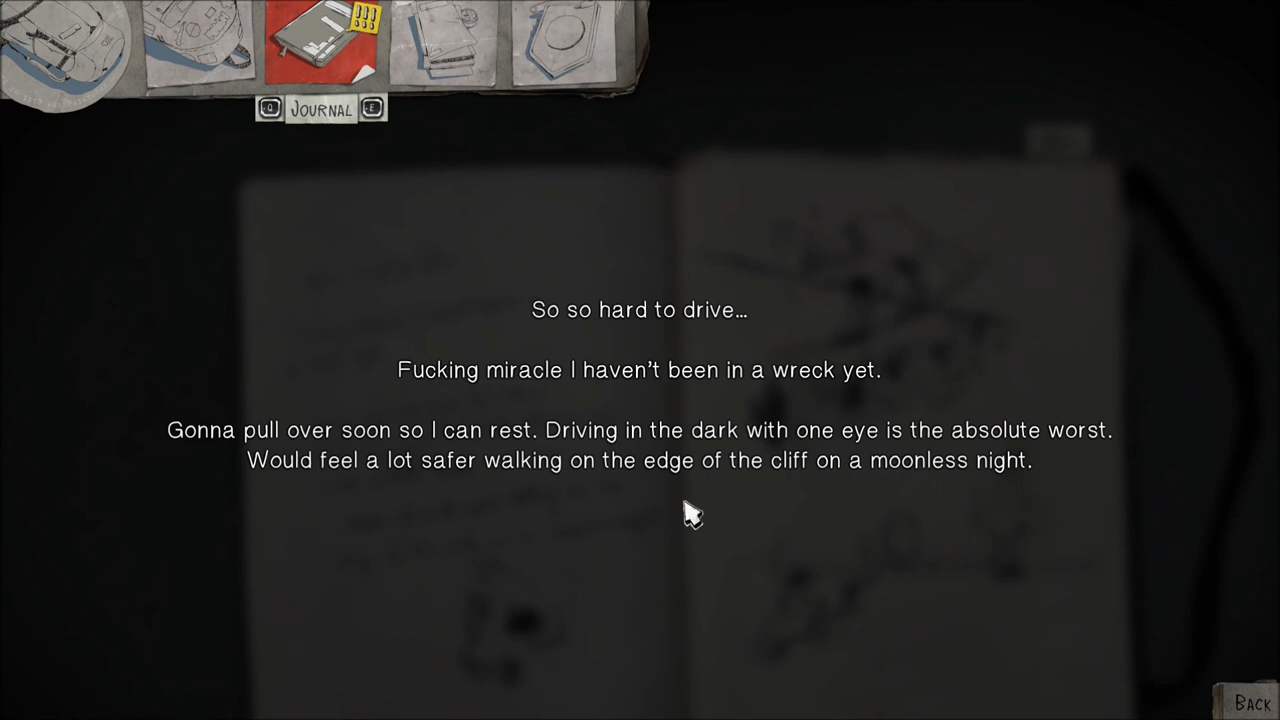 Q JOURNAL E
So so hard to drive...
Fucking miracle I haven't been in a wreck yet.
Gonna pull over soon so I can rest. Driving in the dark with one eye is the absolute worst.
Would feel a lot safer walking on the edge of the cliff on a moonless night.
BACK